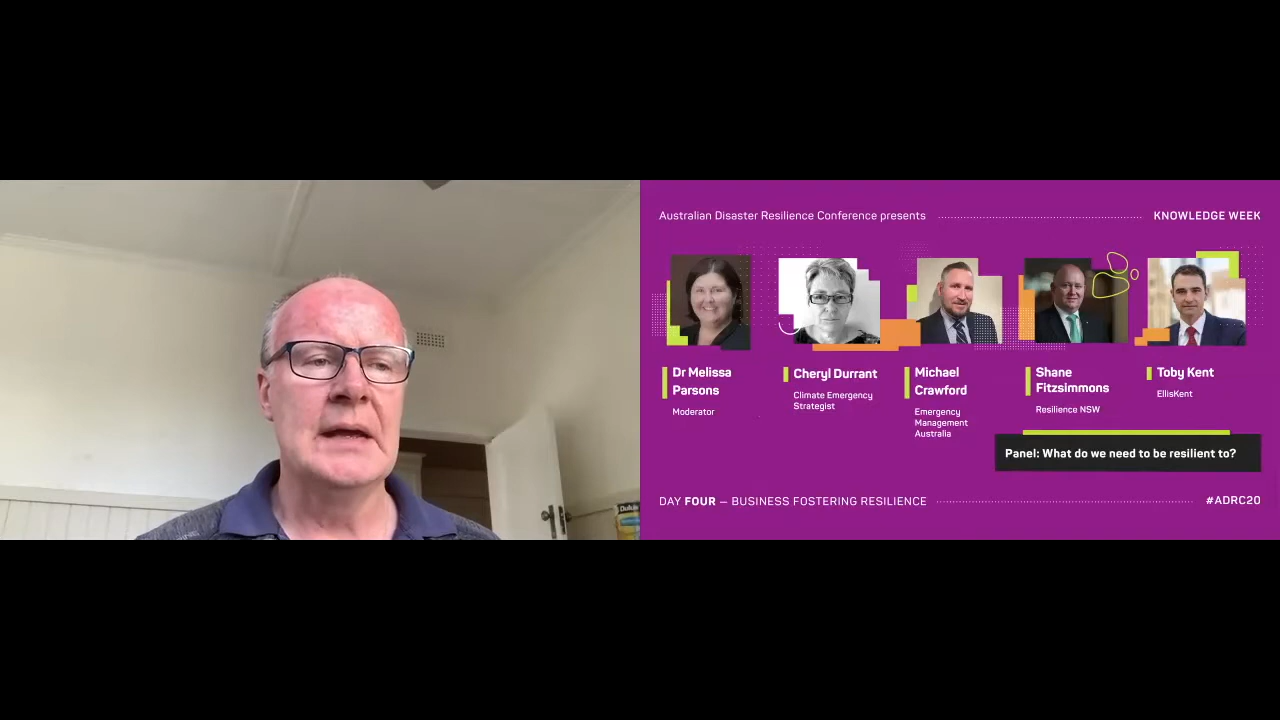 Australian Disaster Resilience Conference presents
KNOWLEDGE WEEK
Dr Melissa
Parsons
Moderator
Cheryl Durrant
Climate Emergency
Strategist
Michael
Crawford
Emergency
Management
Australia
Shane
Fitzsimmons
Resilience NSW
Toby Kent
EllisKent
Panel: What do we need to be resilient to?
DAY FOUR — BUSINESS FOSTERING RESILIENCE
#ADRC20
Dulux